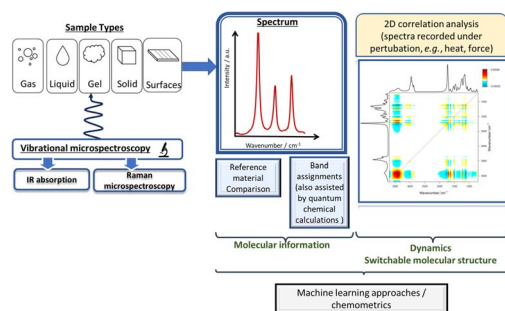 Sample Types
Gas
Liquid
Gel
Solid
Surfaces
Vibrational microspectroscopy
IR absorption
Raman
microspectroscopy
Spectrum
Intensity / a.u.
Wavenumber / cm⁻¹
Reference
material
Comparison
Band
assignments
(also assisted
by quantum
chemical
calculations )
Molecular information
2D correlation analysis
(spectra recorded under
pertubation, e.g., heat, force)
Dynamics
Switchable molecular structure
Machine learning approaches /
chemometrics